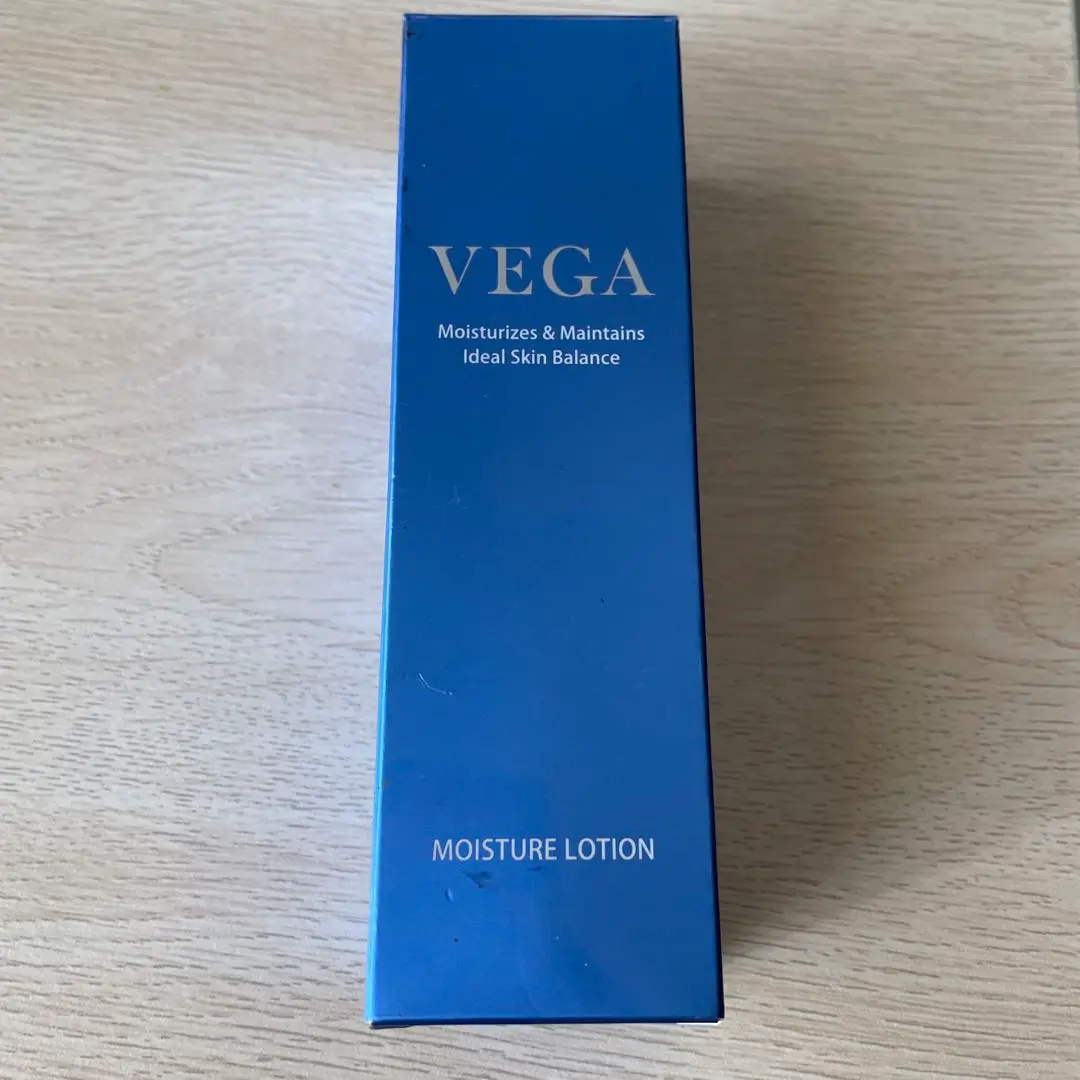 VEGA
Moisturizes & Maintains
Ideal Skin Balance
MOISTURE LOTION